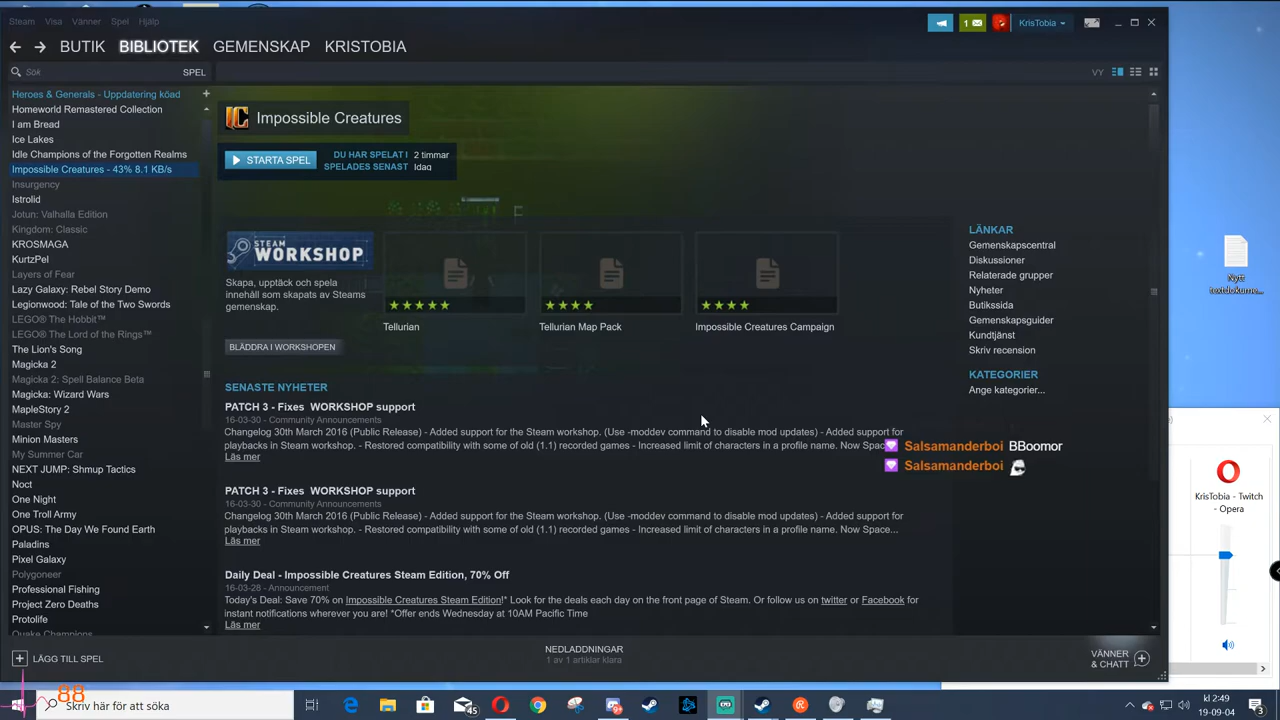 Steam Visa Vänner Spel Hjälp
1 KrisTobia
BUTIK BIBLIOTEK GEMENSKAP KRISTOBIA
Sök SPEL VY
Heroes & Generals - Uppdatering köad +
Homeworld Remastered Collection
I am Bread
Ice Lakes
Idle Champions of the Forgotten Realms
Impossible Creatures - 43% 8.1 KB/s
Insurgency
Istrolid
Jotun: Valhalla Edition
Kingdom: Classic
KROSMAGA
KurtzPel
Layers of Fear
Lazy Galaxy: Rebel Story Demo
Legionwood: Tale of the Two Swords
LEGO® The Hobbit™
LEGO® The Lord of the Rings™
The Lion's Song
Magicka 2
Magicka 2: Spell Balance Beta
Magicka: Wizard Wars
MapleStory 2
Master Spy
Minion Masters
My Summer Car
NEXT JUMP: Shmup Tactics
Noct
One Night
One Troll Army
OPUS: The Day We Found Earth
Paladins
Pixel Galaxy
Polygoneer
Professional Fishing
Project Zero Deaths
Protolife
Quake Champions
LÄGG TILL SPEL
Impossible Creatures
STARTA SPEL
DU HAR SPELAT I 2 timmar
SPELADES SENAST Idag
STEAM WORKSHOP
Skapa, upptäck och spela
innehåll som skapats av Steams
gemenskap.
BLÄDDRA I WORKSHOPEN
Tellurian
Tellurian Map Pack
Impossible Creatures Campaign
SENASTE NYHETER
PATCH 3 - Fixes WORKSHOP support
16-03-30 - Community Announcements
Changelog 30th March 2016 (Public Release) - Added support for the Steam workshop. (Use -moddev command to disable mod updates) - Added support for
playbacks in Steam workshop. - Restored compatibility with some of old (1.1) recorded games - Increased limit of characters in a profile name. Now Spac
Läs mer
PATCH 3 - Fixes WORKSHOP support
16-03-30 - Community Announcements
Changelog 30th March 2016 (Public Release) - Added support for the Steam workshop. (Use -moddev command to disable mod updates) - Added support for
playbacks in Steam workshop. - Restored compatibility with some of old (1.1) recorded games - Increased limit of characters in a profile name. Now Space...
Läs mer
Daily Deal - Impossible Creatures Steam Edition, 70% Off
16-03-28 - Announcement
Today's Deal: Save 70% on Impossible Creatures Steam Edition!* Look for the deals each day on the front page of Steam. Or follow us on twitter or Facebook for
instant notifications wherever you are! *Offer ends Wednesday at 10AM Pacific Time
Läs mer
LÄNKAR
Gemenskapscentral
Diskussioner
Relaterade grupper
Nyheter
Butikssida
Gemenskapsguider
Kundtjänst
Skriv recension
KATEGORIER
Ange kategorier...
Salsamanderboi BBoomor
Salsamanderboi
NEDLADDNINGAR
1 av 1 artiklar klara
VÄNNER
& CHATT
Nytt
textdokume...
KrisTobia - Twitch
- Opera
88
Skriv här för att söka
45
kl 2:49
19-09-04
3